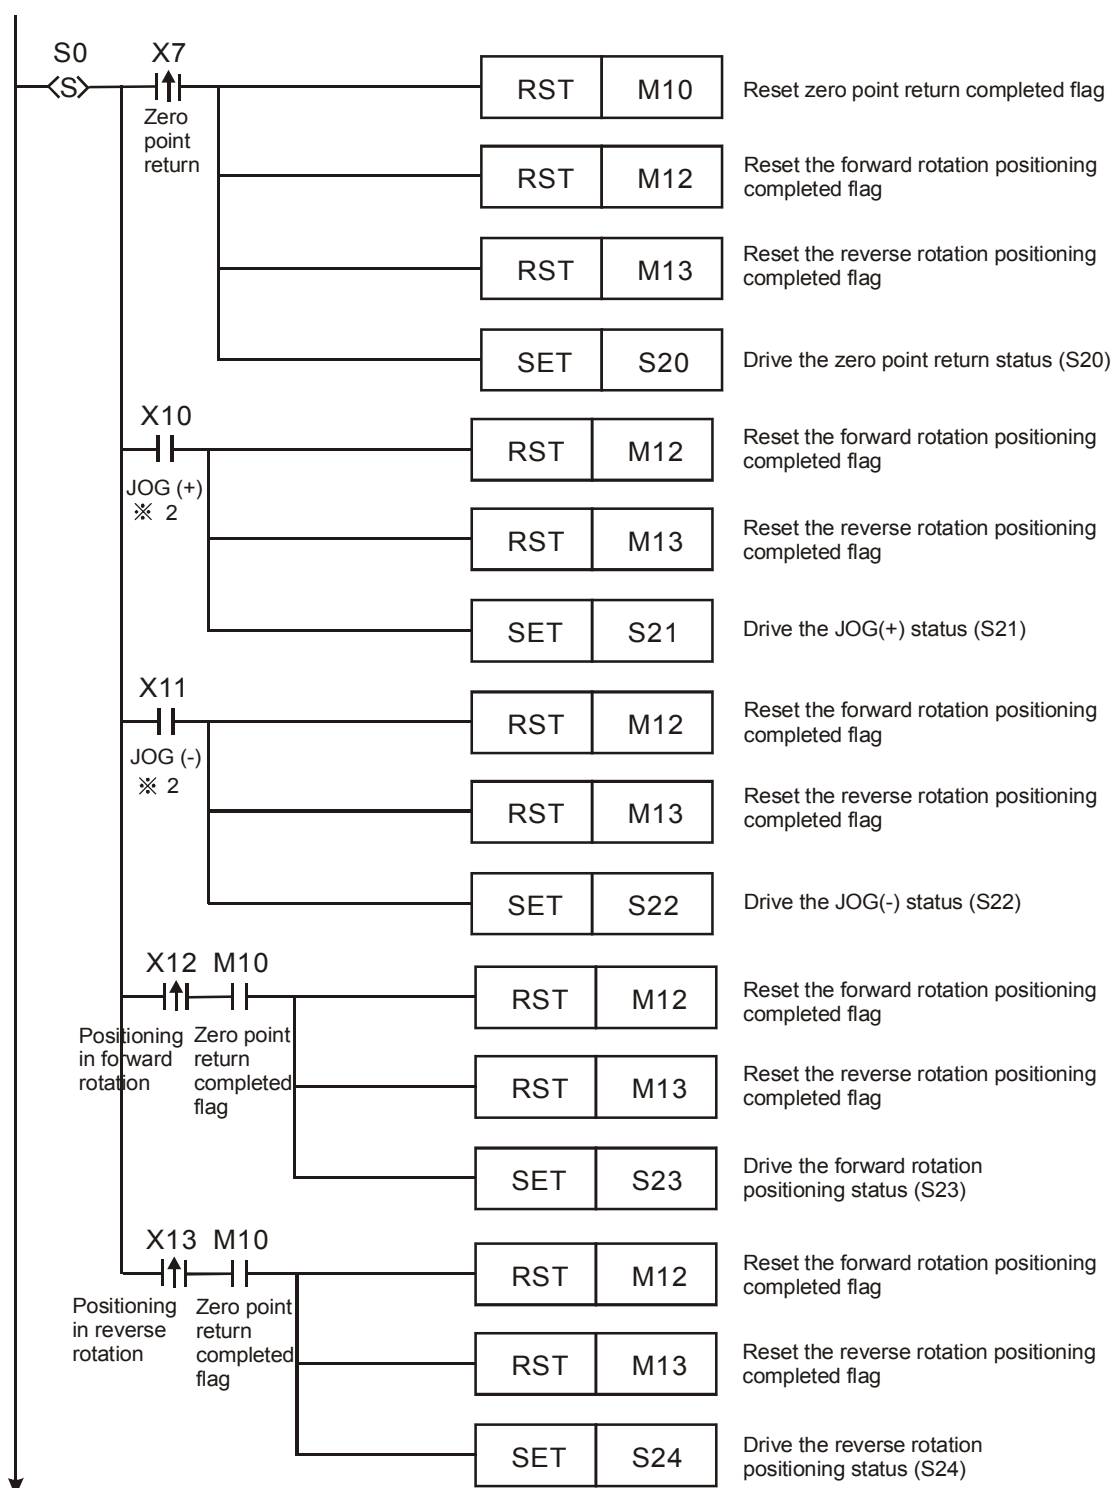 S0 X7
S
RST M10 Reset zero point return completed flag
Zero
point
return
RST M12 Reset the forward rotation positioning
completed flag
RST M13 Reset the reverse rotation positioning
completed flag
SET S20 Drive the zero point return status (S20)
X10
RST M12 Reset the forward rotation positioning
completed flag
JOG (+)
※ 2
RST M13 Reset the reverse rotation positioning
completed flag
SET S21 Drive the JOG(+) status (S21)
X11
RST M12 Reset the forward rotation positioning
completed flag
JOG (-)
※ 2
RST M13 Reset the reverse rotation positioning
completed flag
SET S22 Drive the JOG(-) status (S22)
X12 M10
RST M12 Reset the forward rotation positioning
completed flag
Positioning
in forward
rotation
Zero point
return
completed
flag
RST M13 Reset the reverse rotation positioning
completed flag
SET S23 Drive the forward rotation
positioning status (S23)
X13 M10
RST M12 Reset the forward rotation positioning
completed flag
Positioning
in reverse
rotation
Zero point
return
completed
flag
RST M13 Reset the reverse rotation positioning
completed flag
SET S24 Drive the reverse rotation
positioning status (S24)